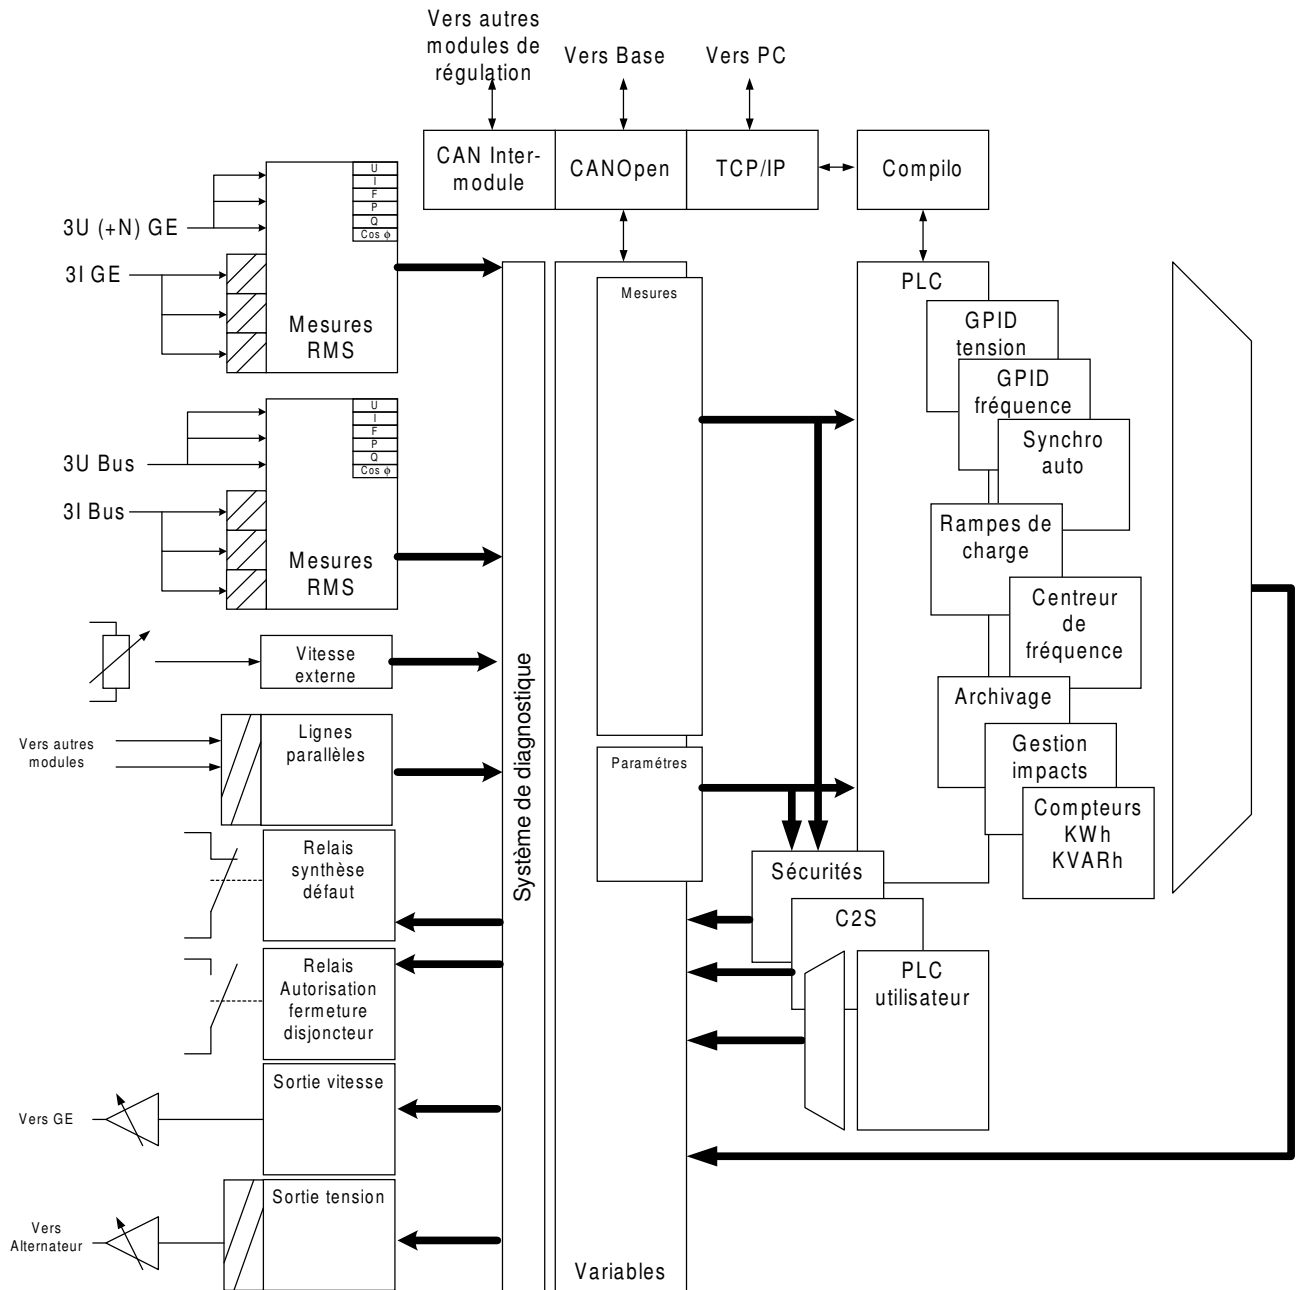 Vers autres
modules de
régulation
Vers Base
Vers PC
CAN Inter-
module
CANOpen
TCP/IP
Compilo
3U (+N) GE
3I GE
U
I
F
P
Q
Cos ϕ
Mesures
RMS
3U Bus
3I Bus
U
I
F
P
Q
Cos ϕ
Mesures
RMS
Vitesse
externe
Vers autres
modules
Lignes
parallèles
Relais
synthèse
défaut
Relais
Autorisation
fermeture
disjoncteur
Sortie vitesse
Vers GE
Sortie tension
Vers
Alternateur
Système de diagnostique
Mesures
Paramétres
Variables
PLC
GPID
tension
GPID
fréquence
Synchro
auto
Rampes de
charge
Centreur
de
fréquence
Archivage
Gestion
impacts
Compteurs
KWh
KVARh
Sécurités
C2S
PLC
utilisateur